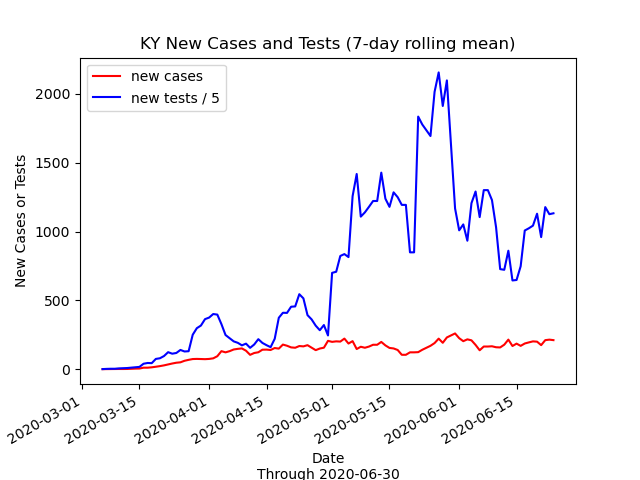 KY New Cases and Tests (7-day rolling mean)
new cases
new tests / 5
New Cases or Tests
2000
1500
1000
500
0
2020-03-01
2020-03-15
2020-04-01
2020-04-15
2020-05-01
2020-05-15
2020-06-01
2020-06-15
Date
Through 2020-06-30